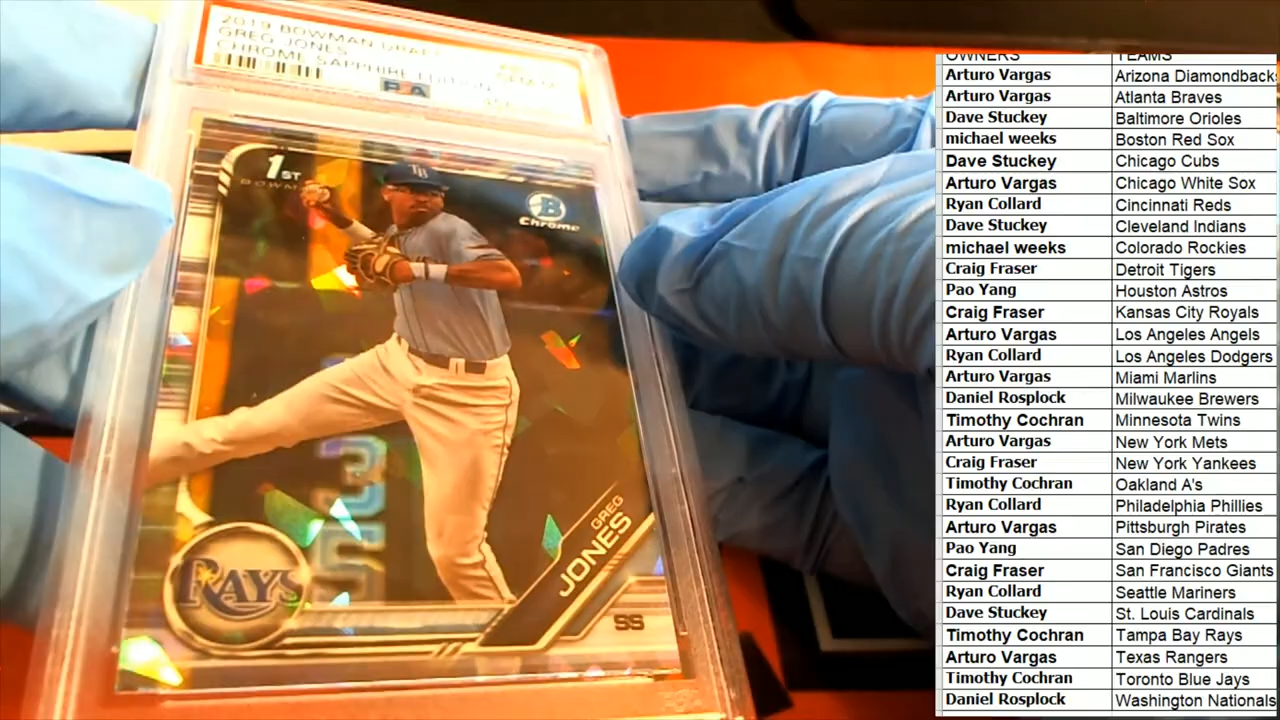 2019 BOWMAN DRAFT
GREG JONES
CHROME SAPPHIRE EDITION
PSA
1ST
BOWMAN
TB
B
Chrome
RAYS
GREG
JONES
SS
OWNERS TEAMS
Arturo Vargas Arizona Diamondbacks
Arturo Vargas Atlanta Braves
Dave Stuckey Baltimore Orioles
michael weeks Boston Red Sox
Dave Stuckey Chicago Cubs
Arturo Vargas Chicago White Sox
Ryan Collard Cincinnati Reds
Dave Stuckey Cleveland Indians
michael weeks Colorado Rockies
Craig Fraser Detroit Tigers
Pao Yang Houston Astros
Craig Fraser Kansas City Royals
Arturo Vargas Los Angeles Angels
Ryan Collard Los Angeles Dodgers
Arturo Vargas Miami Marlins
Daniel Rosplock Milwaukee Brewers
Timothy Cochran Minnesota Twins
Arturo Vargas New York Mets
Craig Fraser New York Yankees
Timothy Cochran Oakland A's
Ryan Collard Philadelphia Phillies
Arturo Vargas Pittsburgh Pirates
Pao Yang San Diego Padres
Craig Fraser San Francisco Giants
Ryan Collard Seattle Mariners
Dave Stuckey St. Louis Cardinals
Timothy Cochran Tampa Bay Rays
Arturo Vargas Texas Rangers
Timothy Cochran Toronto Blue Jays
Daniel Rosplock Washington Nationals